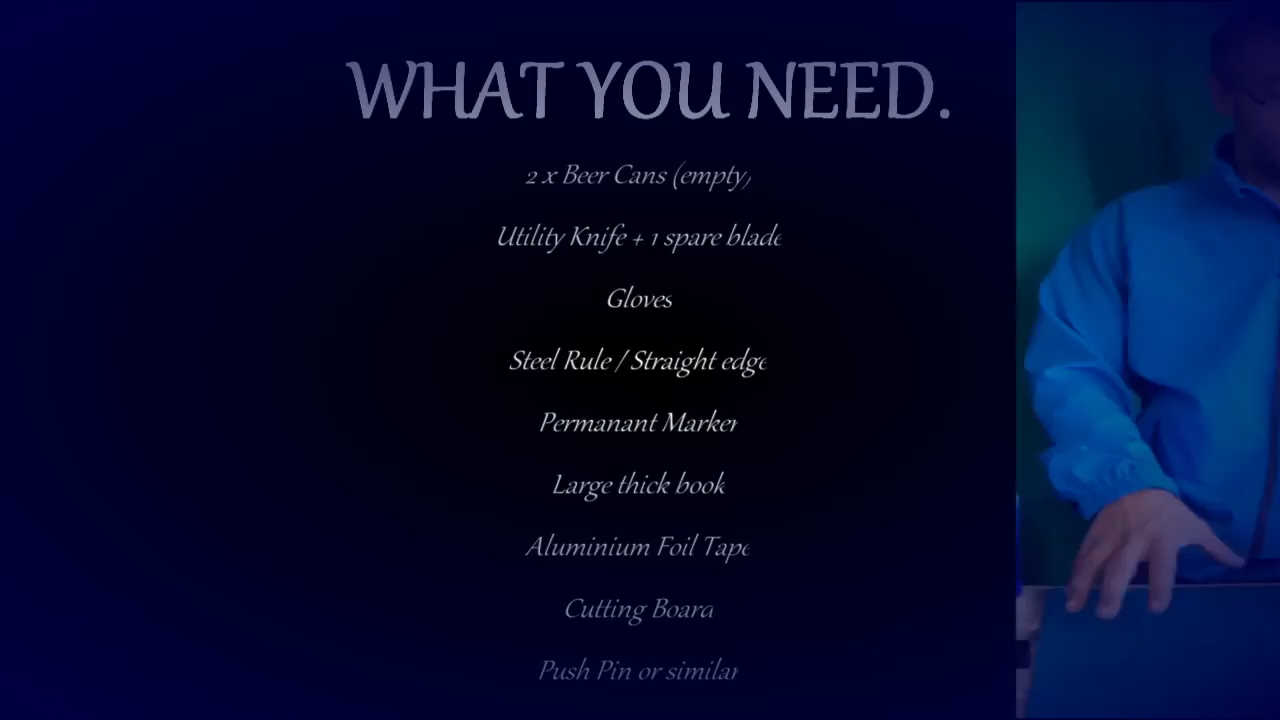 WHAT YOU NEED.
2 x Beer Cans (empty)
Utility Knife + 1 spare blade
Gloves
Steel Rule / Straight edge
Permanant Marker
Large thick book
Aluminium Foil Tape
Cutting Board
Push Pin or similar